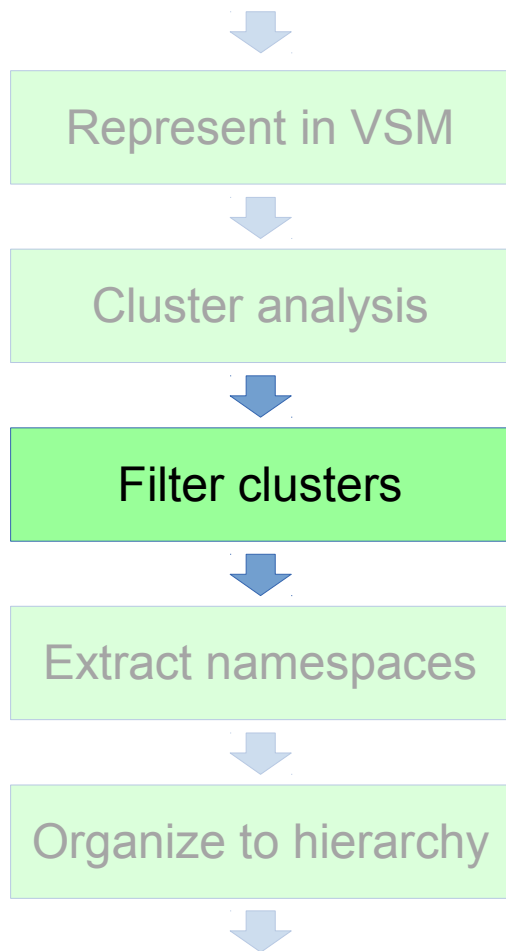 Represent in VSM
Cluster analysis
Filter clusters
Extract namespaces
Organize to hierarchy